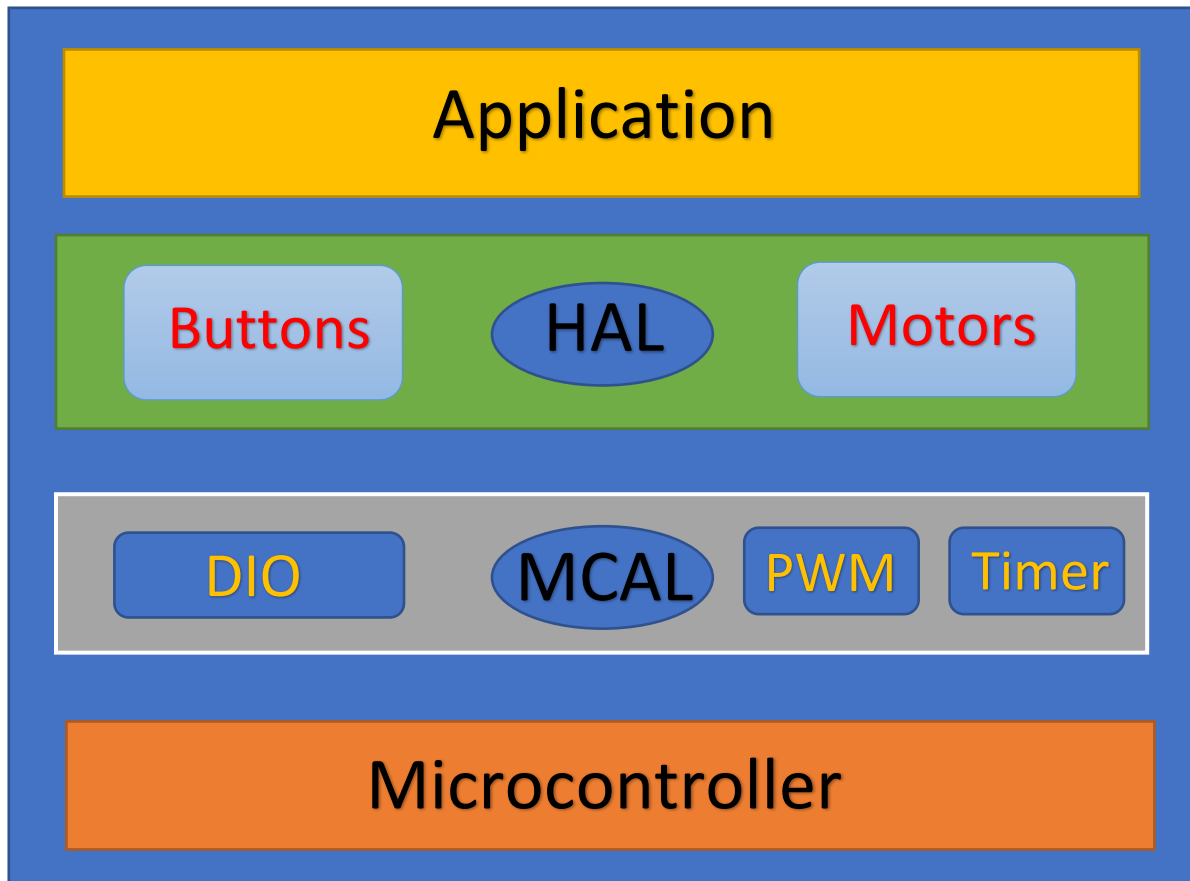 Application
Buttons
HAL
Motors
DIO
MCAL
PWM
Timer
Microcontroller